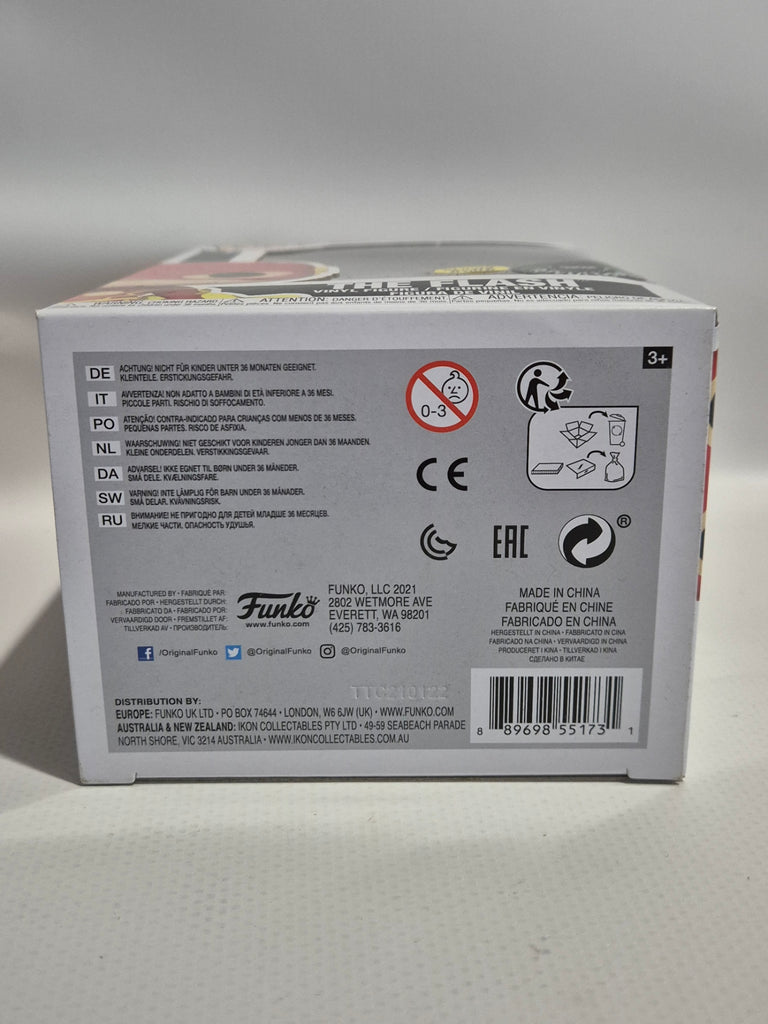 THE FLASH
ATTENTION: DANGER D'ÉTOUFFEMENT
3+
DE ACHTUNG! NICHT FÜR KINDER UNTER 36 MONATEN GEEIGNET.
KLEINTEILE. ERSTICKUNGSGEFAHR.
IT AVVERTENZA! NON ADATTO A BAMBINI DI ETÀ INFERIORE A 36 MESI.
PICCOLE PARTI. RISCHIO DI SOFFOCAMENTO.
PO ATENÇÃO! CONTRA-INDICADO PARA CRIANÇAS COM MENOS DE 36 MESES.
PEQUENAS PARTES. RISCO DE ASFIXIA.
NL WAARSCHUWING! NIET GESCHIKT VOOR KINDEREN JONGER DAN 36 MAANDEN.
KLEINE ONDERDELEN. VERSTIKKINGSGEVAAR.
DA ADVARSEL! IKKE EGNET TIL BØRN UNDER 36 MÅNEDER.
SMÅ DELE. KVÆLNINGSFARE.
SW VARNING! INTE LÄMPLIG FÖR BARN UNDER 36 MÅNADER.
SMÅ DELAR. KVÄVNINGSRISK.
RU ВНИМАНИЕ! НЕ ПРИГОДНО ДЛЯ ДЕТЕЙ МЛАДШЕ 36 МЕСЯЦЕВ.
МЕЛКИЕ ЧАСТИ. ОПАСНОСТЬ УДУШЬЯ.
0-3
CE
EAC
®
MANUFACTURED BY • FABRIQUÉ PAR:
FABRICADO POR • HERGESTELLT DURCH:
FABBRICATO DA • FABRICADO POR:
VERVAARDIGD DOOR • FREMSTILLET AF:
TILLVERKAD AV • ПРОИЗВОДИТЕЛЬ:
Funko
www.funko.com
FUNKO, LLC 2021
2802 WETMORE AVE
EVERETT, WA 98201
(425) 783-3616
MADE IN CHINA
FABRIQUÉ EN CHINE
FABRICADO EN CHINA
HERGESTELLT IN CHINA • FABBRICATO IN CINA
FABRICADO NA CHINA • VERVAARDIGD IN CHINA
PRODUCERET I KINA • TILLVERKAD I KINA
СДЕЛАНО В КИТАЕ
/OriginalFunko @OriginalFunko @OriginalFunko
TTC210122
DISTRIBUTION BY:
EUROPE: FUNKO UK LTD • PO BOX 74644 • LONDON, W6 6JW (UK) • WWW.FUNKO.COM
AUSTRALIA & NEW ZEALAND: IKON COLLECTABLES PTY LTD • 49-59 SEABEACH PARADE
NORTH SHORE, VIC 3214 AUSTRALIA • WWW.IKONCOLLECTABLES.COM.AU
8 89698 55173 1